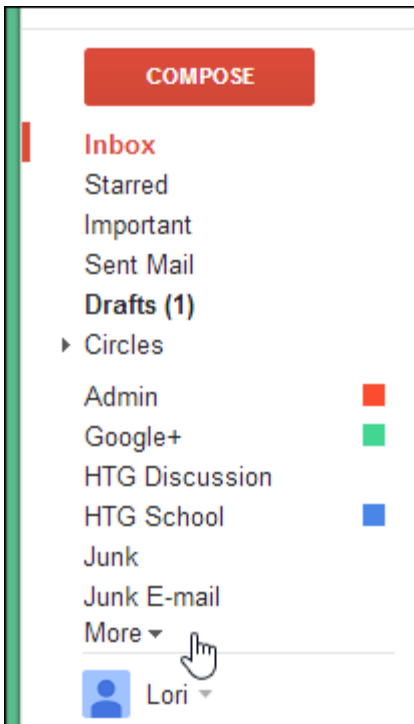 COMPOSE
Inbox
Starred
Important
Sent Mail
Drafts (1)
Circles
Admin
Google+
HTG Discussion
HTG School
Junk
Junk E-mail
More
Lori